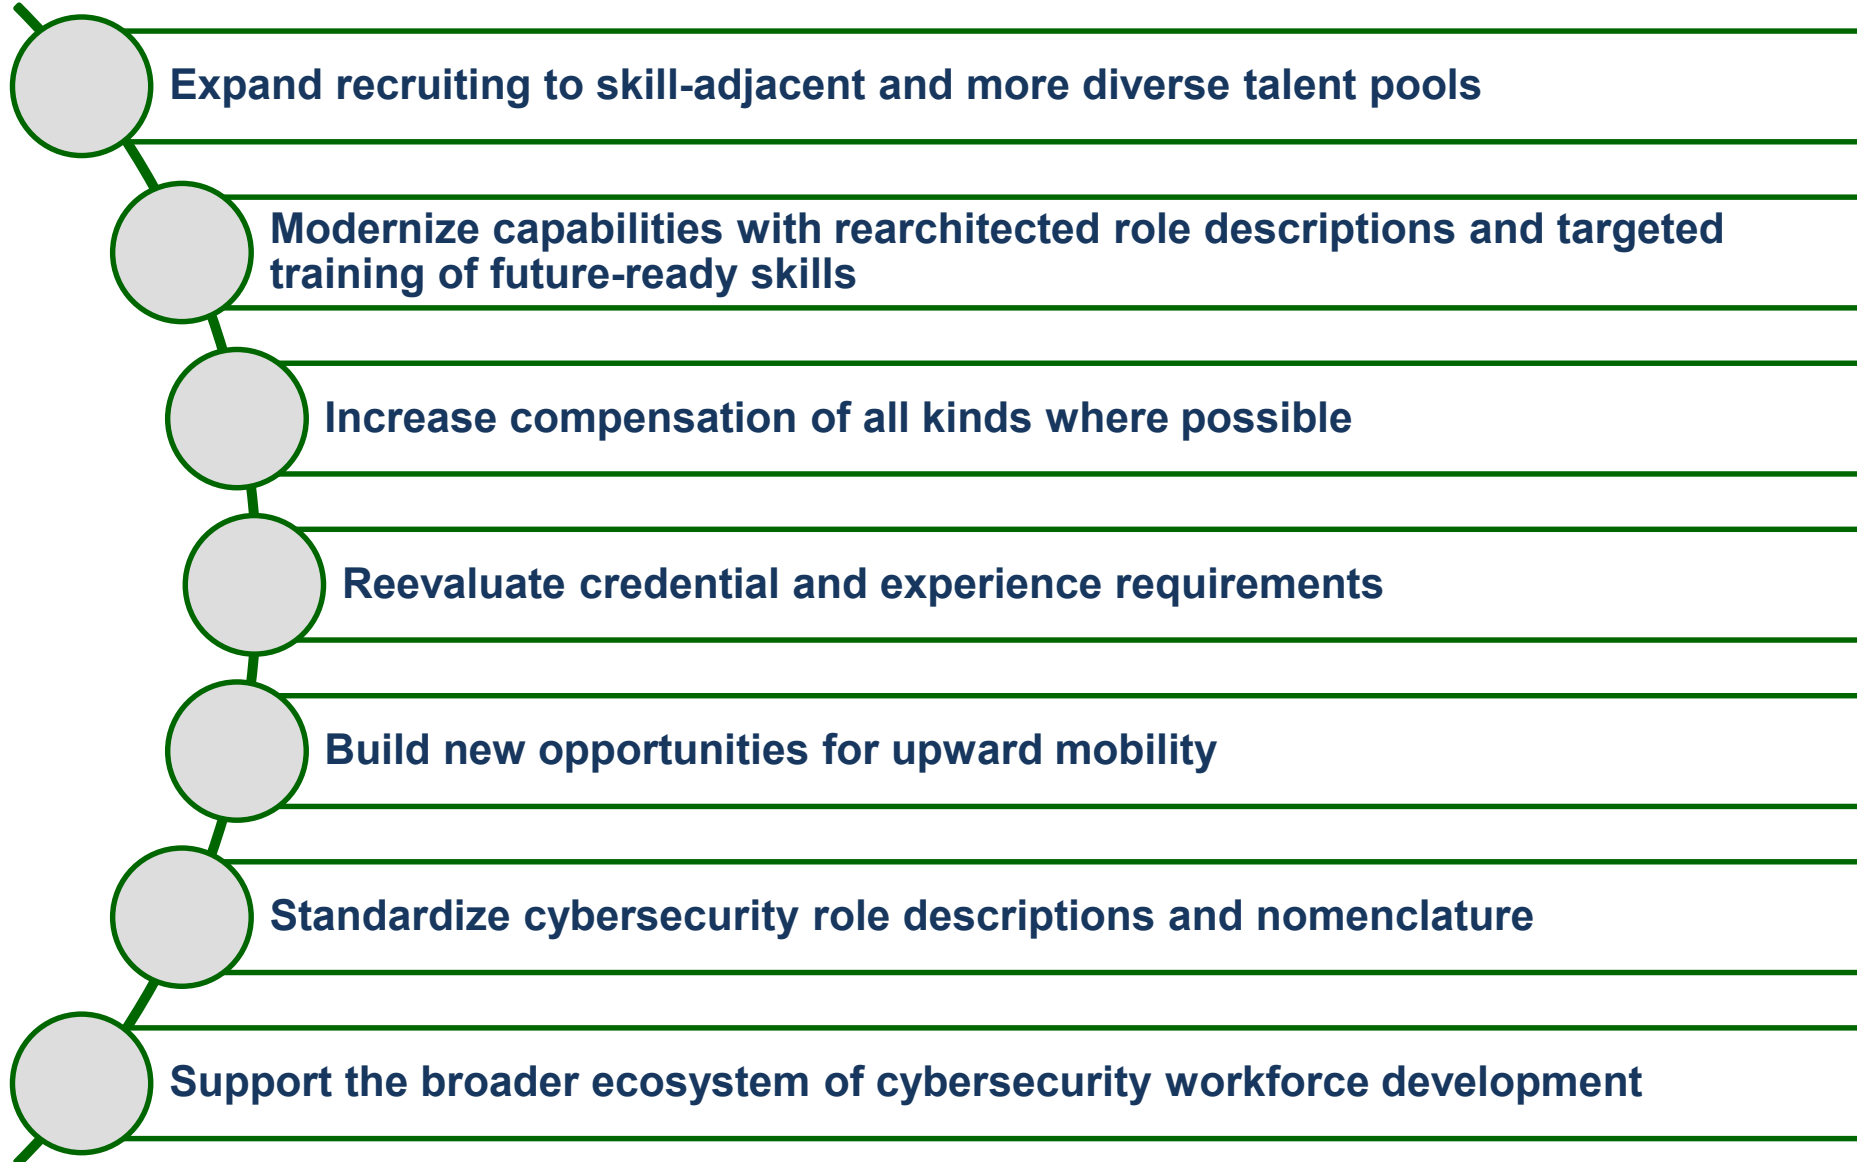 Expand recruiting to skill-adjacent and more diverse talent pools
Modernize capabilities with rearchitected role descriptions and targeted
training of future-ready skills
Increase compensation of all kinds where possible
Reevaluate credential and experience requirements
Build new opportunities for upward mobility
Standardize cybersecurity role descriptions and nomenclature
Support the broader ecosystem of cybersecurity workforce development